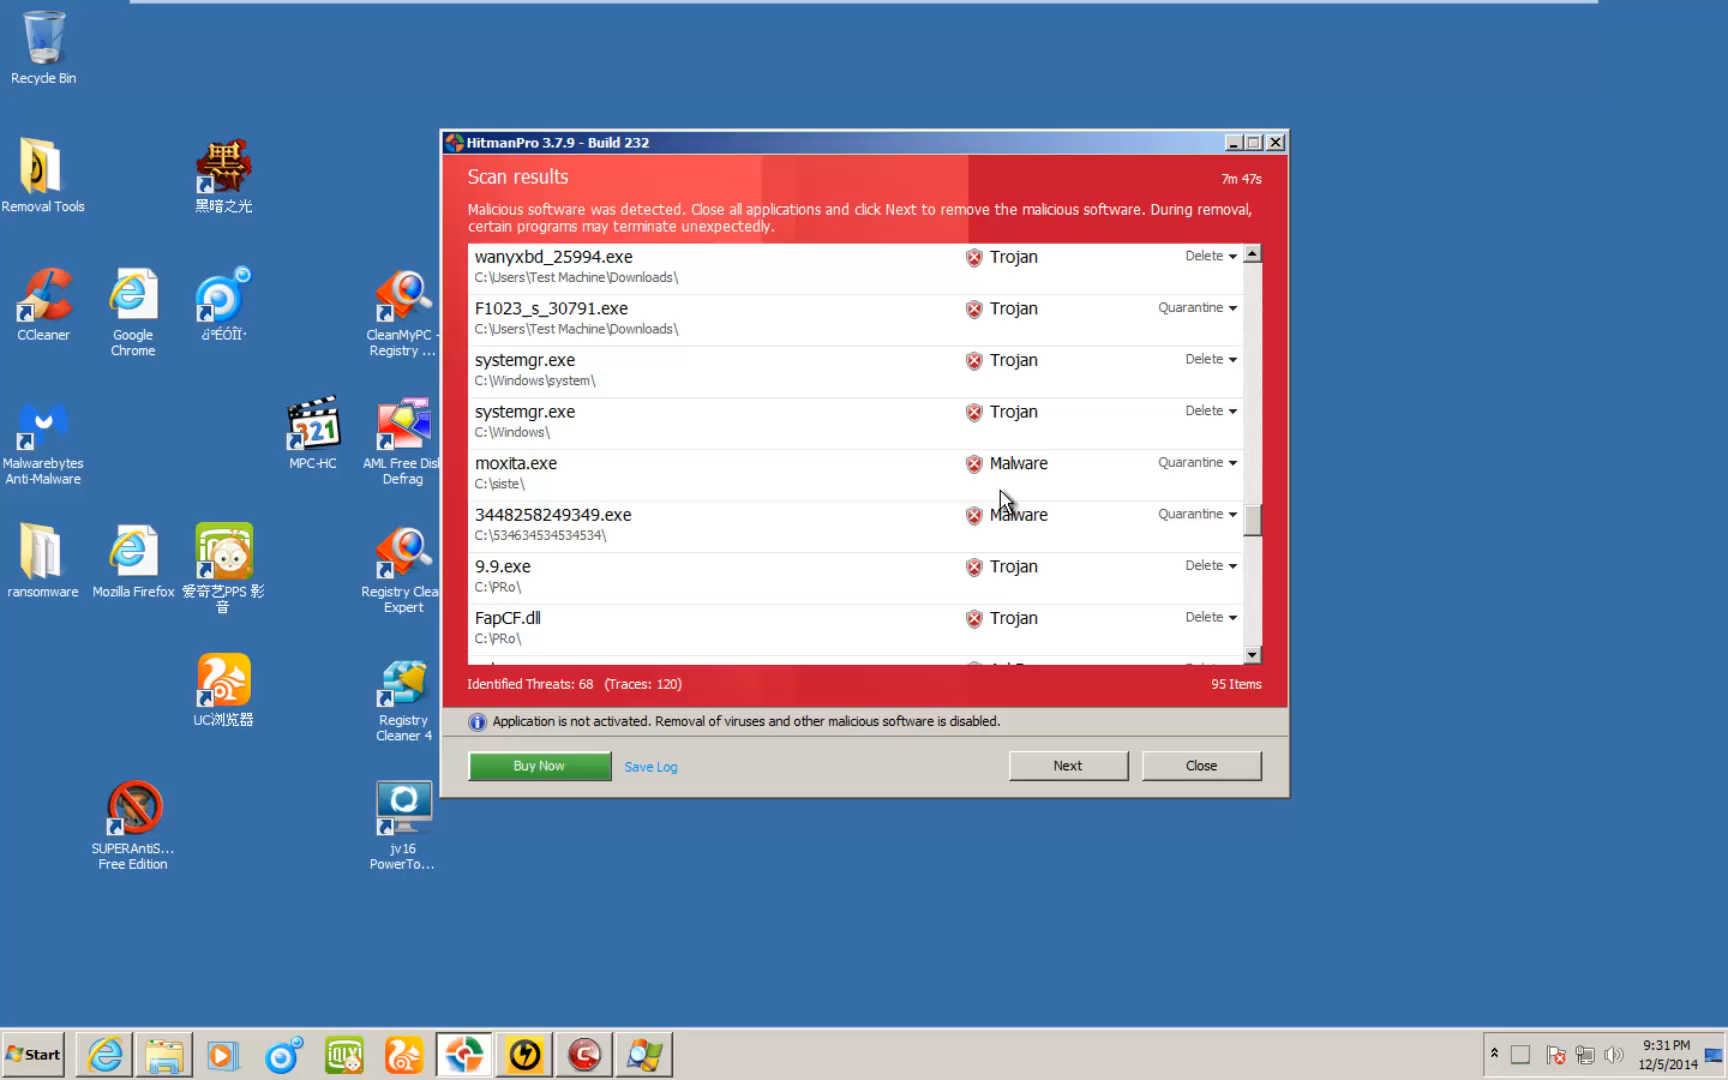 Recycle Bin
Removal Tools
黑暗之光
CCleaner
Google
Chrome
CleanMyPC -
Registry ...
Malwarebytes
Anti-Malware
321
MPC-HC
AML Free Disk
Defrag
ransomware
Mozilla Firefox
爱奇艺PPS 影
音
Registry Clea
Expert
UC浏览器
Registry
Cleaner 4
SUPERAntiS...
Free Edition
jv16
PowerTo...
HitmanPro 3.7.9 - Build 232
Scan results
7m 47s
Malicious software was detected. Close all applications and click Next to remove the malicious software. During removal,
certain programs may terminate unexpectedly.
wanyxbd_25994.exe Trojan Delete
C:\Users\Test Machine\Downloads\
F1023_s_30791.exe Trojan Quarantine
C:\Users\Test Machine\Downloads\
systemgr.exe Trojan Delete
C:\Windows\system\
systemgr.exe Trojan Delete
C:\Windows\
moxita.exe Malware Quarantine
C:\siste\
3448258249349.exe Malware Quarantine
C:\534634534534534\
9.9.exe Trojan Delete
C:\PRo\
FapCF.dll Trojan Delete
C:\PRo\
Identified Threats: 68 (Traces: 120)
95 Items
Application is not activated. Removal of viruses and other malicious software is disabled.
Buy Now
Save Log
Next
Close
Start
9:31 PM
12/5/2014